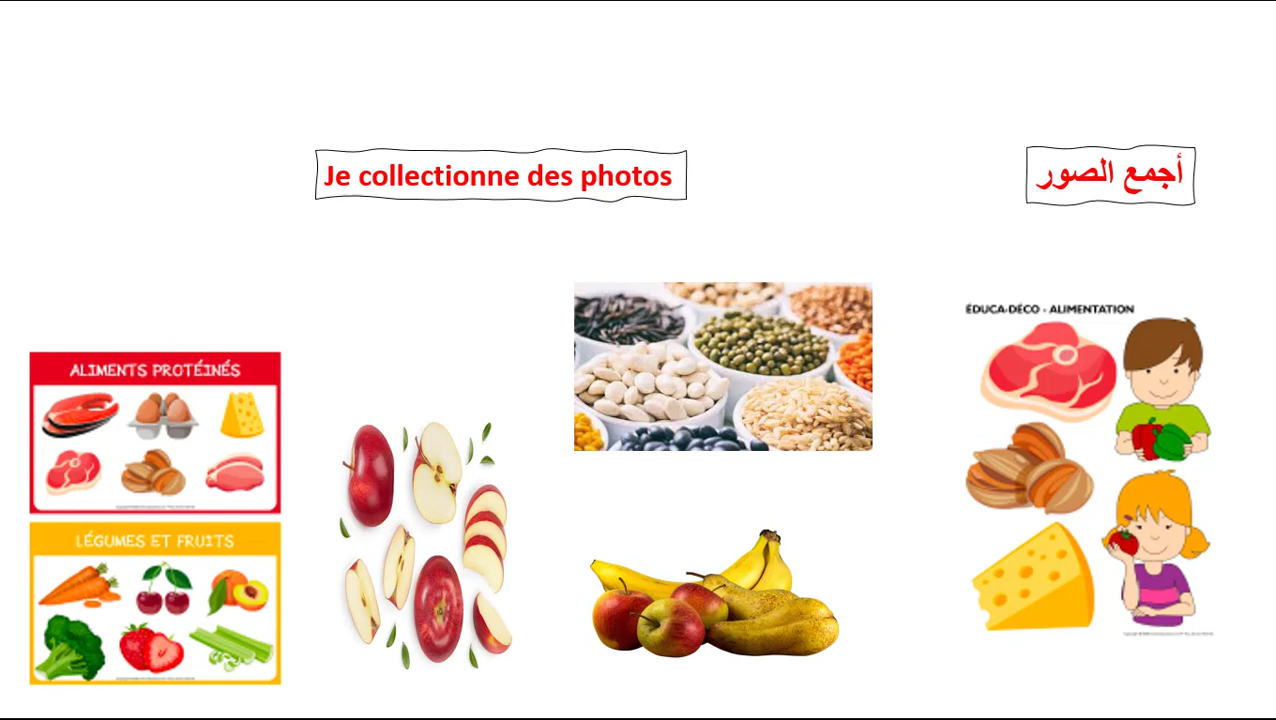 Je collectionne des photos
أجمع الصور
ÉDUCA-DÉCO - ALIMENTATION
ALIMENTS PROTÉINÉS
LÉGUMES ET FRUITS